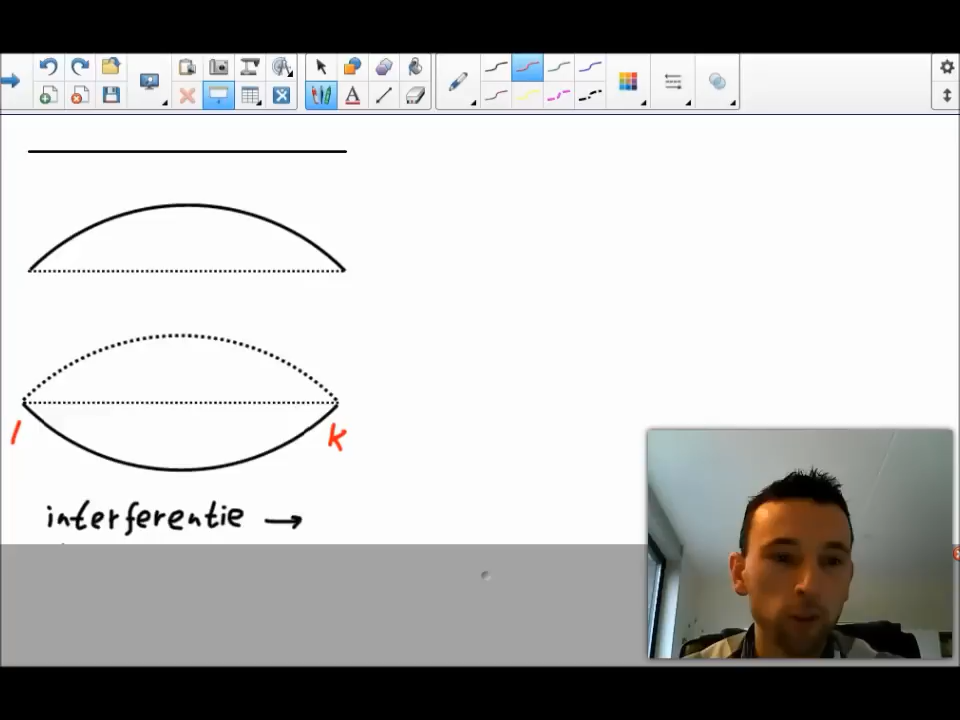 k
interferentie →